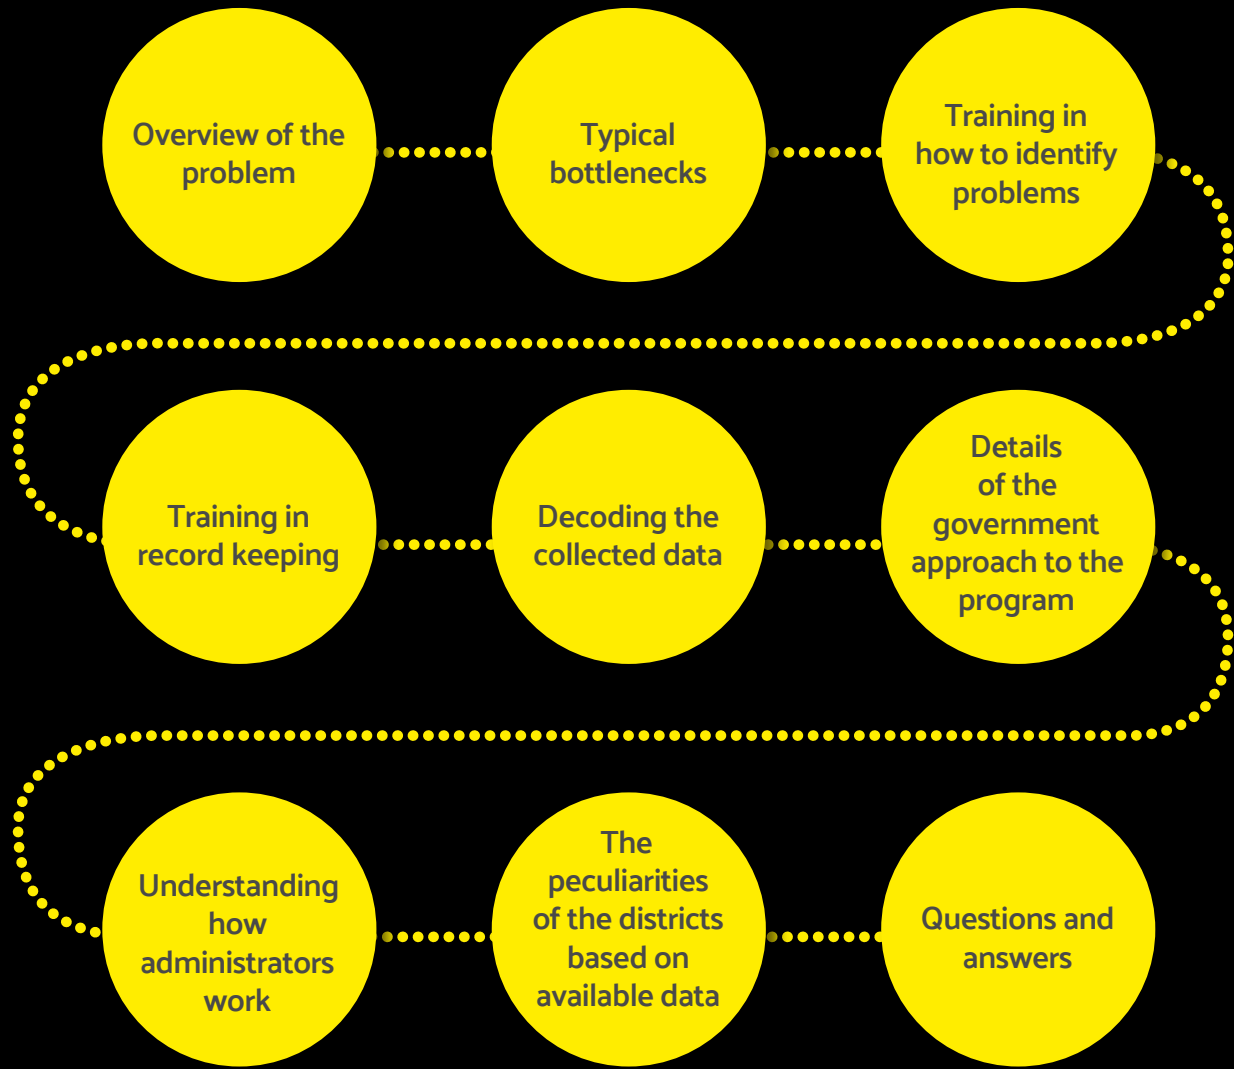 Overview of the
problem
Typical
bottlenecks
Training in
how to identify
problems
Training in
record keeping
Decoding the
collected data
Details
of the
government
approach to the
program
Understanding
how
administrators
work
The
peculiarities
of the districts
based on
available data
Questions and
answers